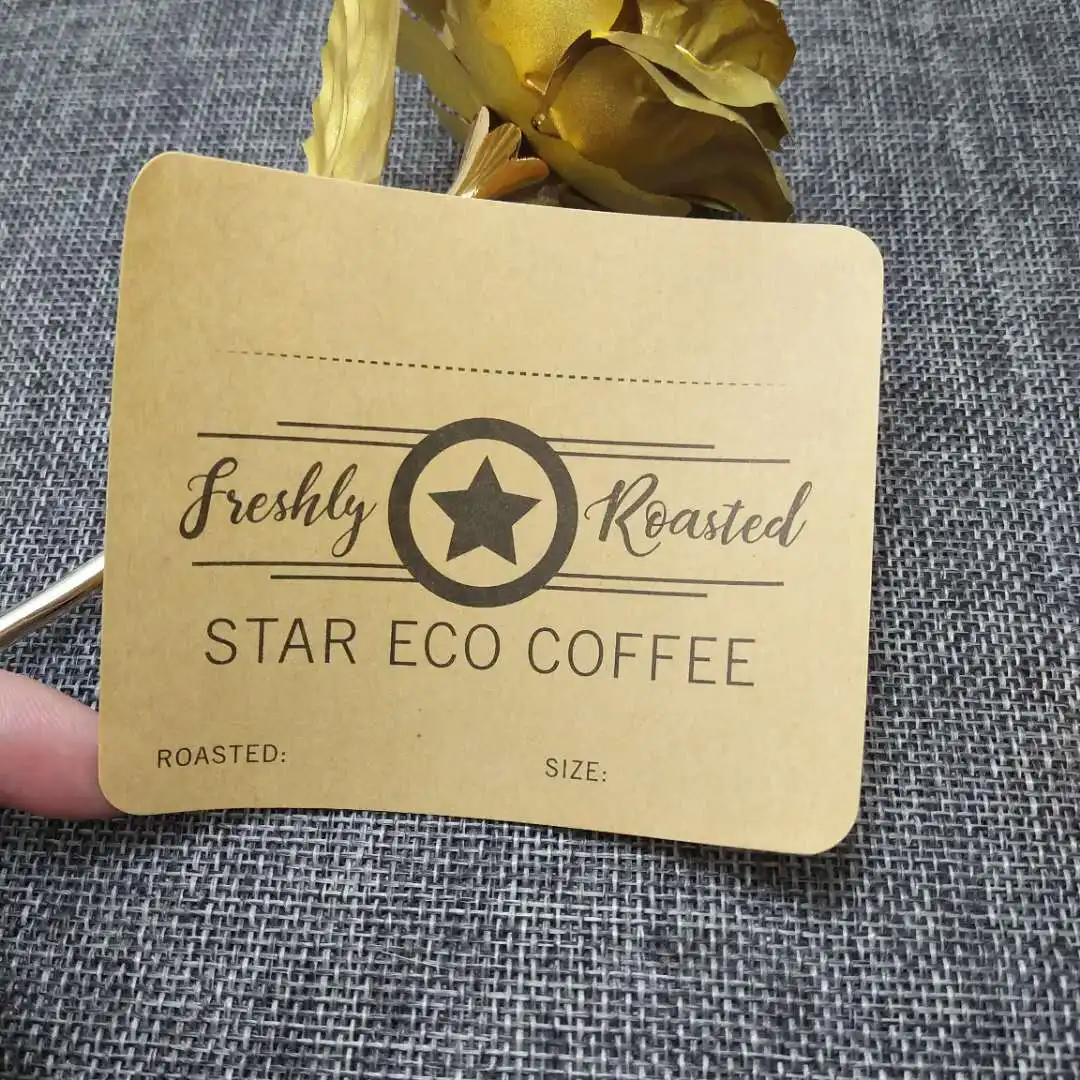 Freshly Roasted
STAR ECO COFFEE
ROASTED: SIZE: